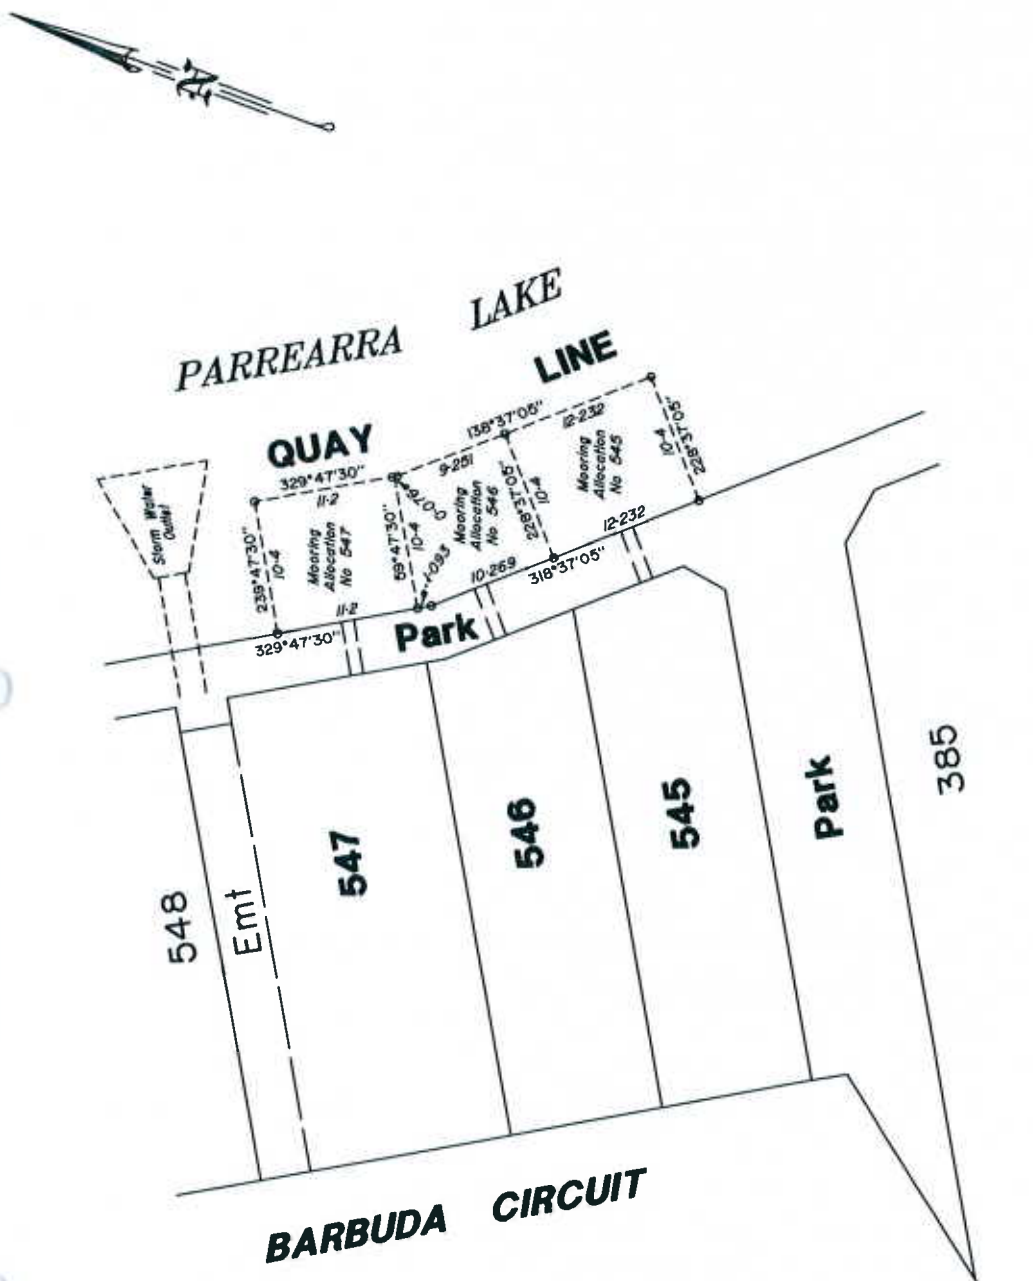 PARREARRA LAKE
QUAY LINE
138°37'05"
12·232
9·251
329°47'30"
11·2
0·076
Storm Water
Outlet
239°47'30"
10·4
Mooring
Allocation
No 547
59°47'30"
10·4
1·093
Mooring
Allocation
No 546
228°37'05"
10·4
Mooring
Allocation
No 545
228°37'05"
10·4
11·2
329°47'30"
10·269
12·232
318°37'05"
Park
548
Emt
547
546
545
Park
385
BARBUDA CIRCUIT